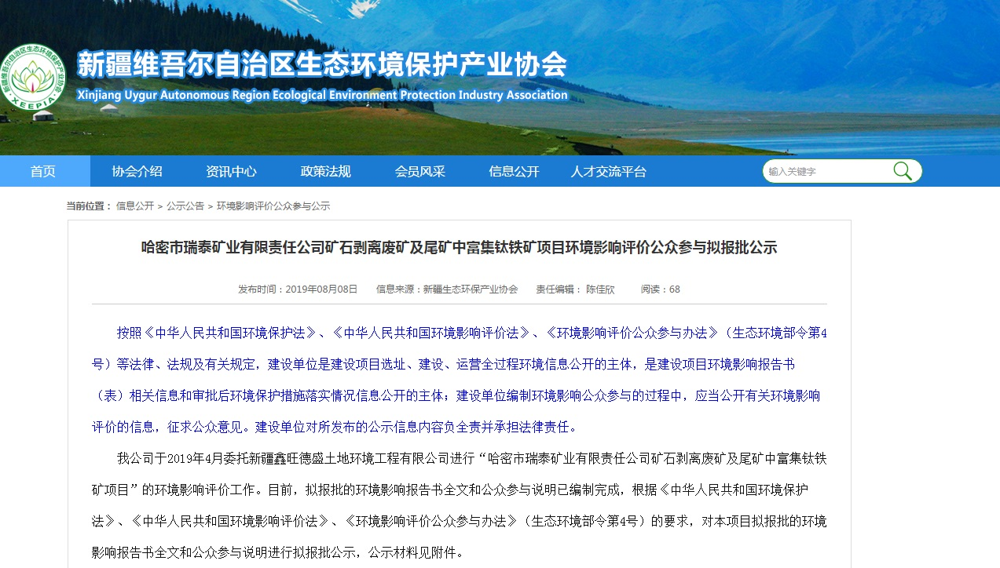 新疆维吾尔自治区生态环境保护产业协会
新疆维吾尔自治区生态环境保护产业协会
XEEPIA
Xinjiang Uygur Autonomous Region Ecological Environment Protection Industry Association
首页 协会介绍 资讯中心 政策法规 会员风采 信息公开 人才交流平台 输入关键字
当前位置： 信息公开 > 公示公告 > 环境影响评价公众参与公示
哈密市瑞泰矿业有限责任公司矿石剥离废矿及尾矿中富集钛铁矿项目环境影响评价公众参与拟报批公示
发布时间：2019年08月08日 信息来源：新疆生态环保产业协会 责任编辑： 陈佳欣 阅读：68
按照《中华人民共和国环境保护法》、《中华人民共和国环境影响评价法》、《环境影响评价公众参与办法》（生态环境部令第4
号）等法律、法规及有关规定，建设单位是建设项目选址、建设、运营全过程环境信息公开的主体，是建设项目环境影响报告书
（表）相关信息和审批后环境保护措施落实情况信息公开的主体；建设单位编制环境影响公众参与的过程中，应当公开有关环境影响
评价的信息，征求公众意见。建设单位对所发布的公示信息内容负全责并承担法律责任。
我公司于2019年4月委托新疆鑫旺德盛土地环境工程有限公司进行“哈密市瑞泰矿业有限责任公司矿石剥离废矿及尾矿中富集钛铁
矿项目”的环境影响评价工作。目前，拟报批的环境影响报告书全文和公众参与说明已编制完成，根据《中华人民共和国环境保护
法》、《中华人民共和国环境影响评价法》、《环境影响评价公众参与办法》（生态环境部令第4号）的要求，对本项目拟报批的环境
影响报告书全文和公众参与说明进行拟报批公示，公示材料见附件。